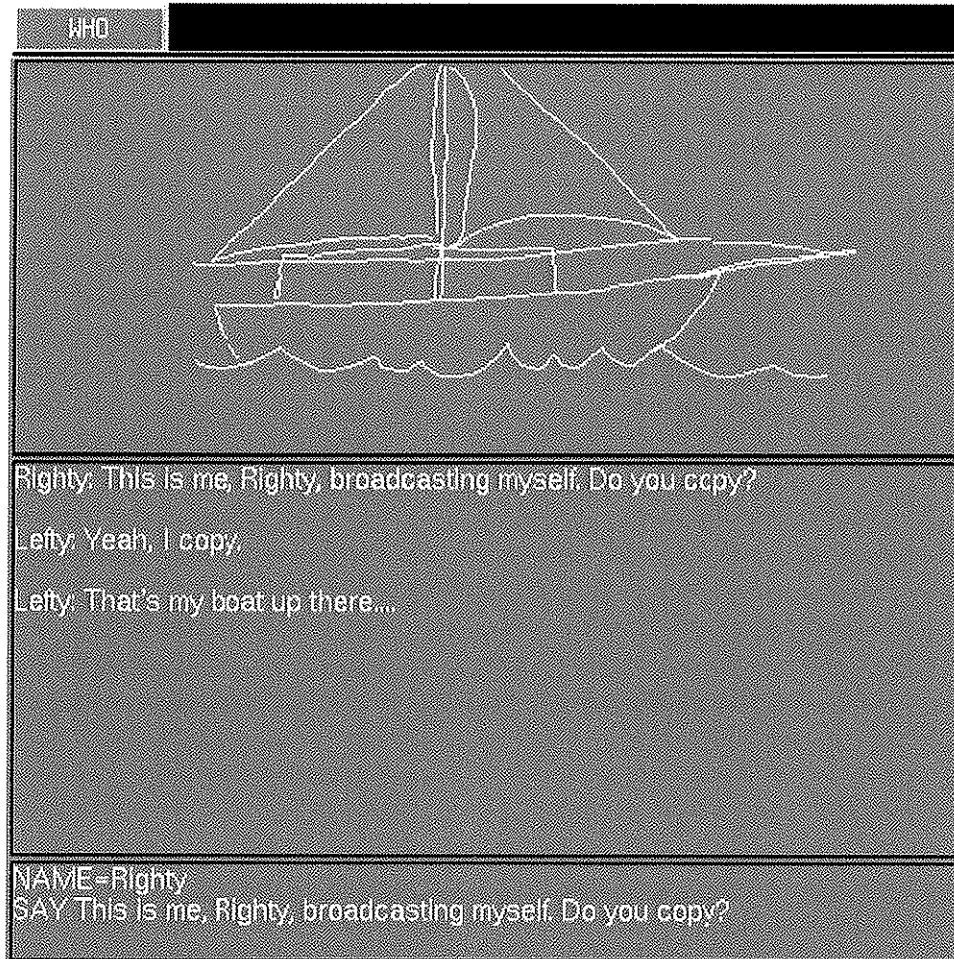 WHO
Righty: This is me, Righty, broadcasting myself. Do you copy?
Lefty: Yeah, I copy.
Lefty: That's my boat up there....
NAME=Righty
SAY This is me, Righty, broadcasting myself. Do you copy?